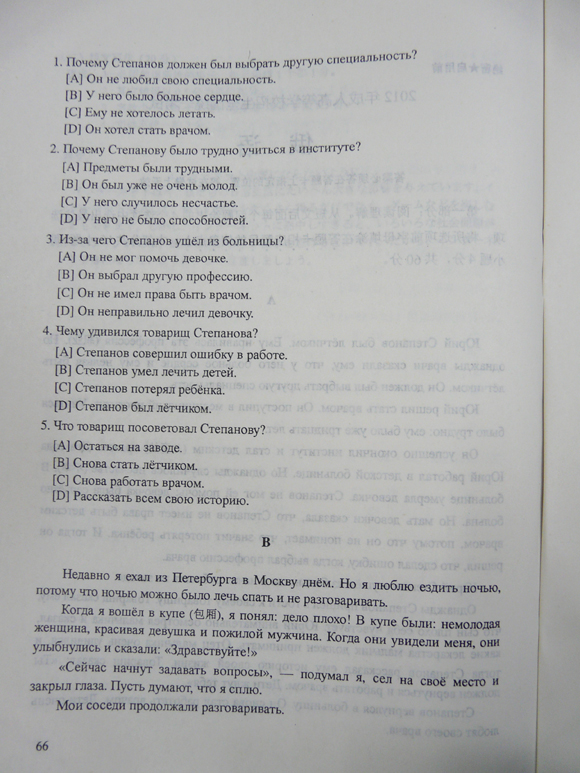 1. Почему Степанов должен был выбрать другую специальность?
[A] Он не любил свою специальность.
[B] У него было больное сердце.
[C] Ему не хотелось летать.
[D] Он хотел стать врачом.
2. Почему Степанову было трудно учиться в институте?
[A] Предметы были трудными.
[B] Он был уже не очень молод.
[C] У него случилось несчастье.
[D] У него не было способностей.
3. Из-за чего Степанов ушёл из больницы?
[A] Он не мог помочь девочке.
[B] Он выбрал другую профессию.
[C] Он не имел права быть врачом.
[D] Он неправильно лечил девочку.
4. Чему удивился товарищ Степанова?
[A] Степанов совершил ошибку в работе.
[B] Степанов умел лечить детей.
[C] Степанов потерял ребёнка.
[D] Степанов был лётчиком.
5. Что товарищ посоветовал Степанову?
[A] Остаться на заводе.
[B] Снова стать лётчиком.
[C] Снова работать врачом.
[D] Рассказать всем свою историю.
B
Недавно я ехал из Петербурга в Москву днём. Но я люблю ездить ночью,
потому что ночью можно было лечь спать и не разговаривать.
Когда я вошёл в купе (包厢), я понял: дело плохо! В купе были: немолодая
женщина, красивая девушка и пожилой мужчина. Когда они увидели меня, они
улыбнулись и сказали: «Здравствуйте!»
«Сейчас начнут задавать вопросы», — подумал я, сел на своё место и
закрыл глаза. Пусть думают, что я сплю.
Мои соседи продолжали разговаривать.
66